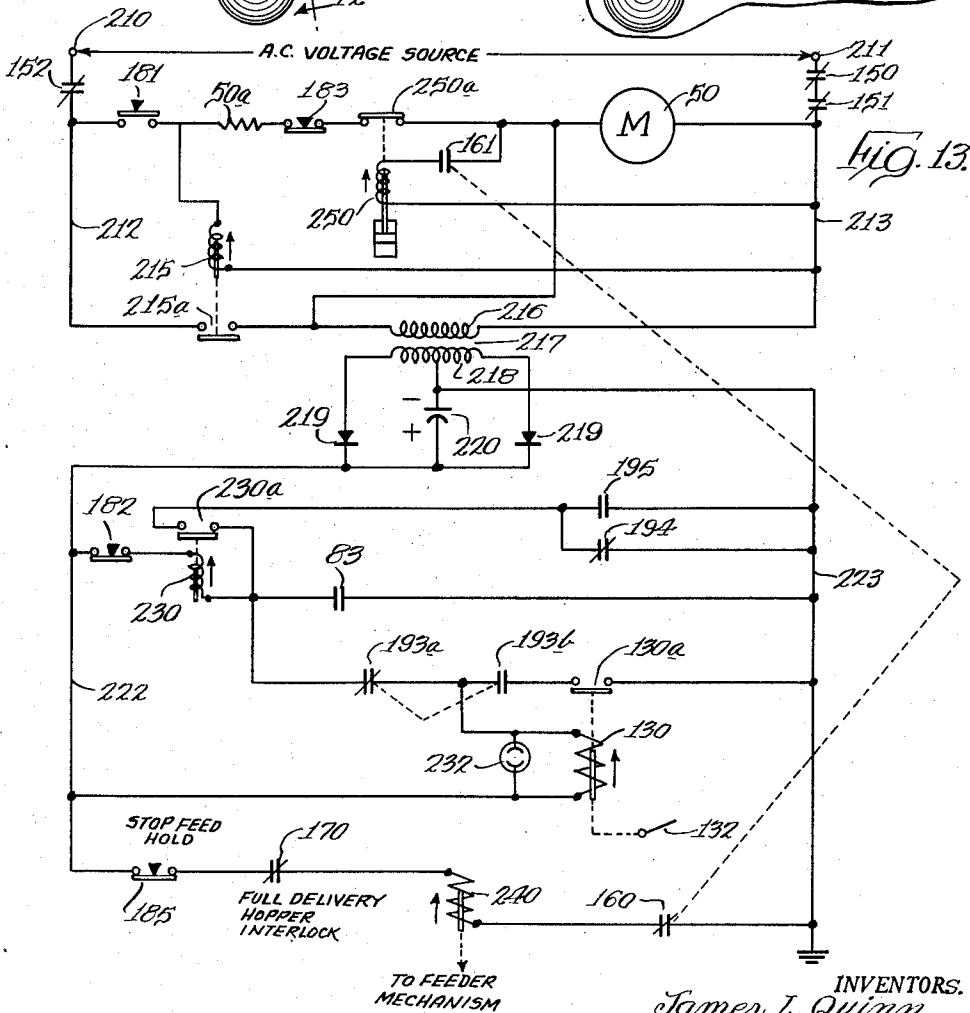 12
210
A.C. VOLTAGE SOURCE
211
152
150
181
50a
183
250a
50
151
M
Fig. 13.
161
250
212
213
215
215a
216
217
218
219
−
+
220
219
195
230a
182
194
83
223
230
193a
193b
130a
222
130
232
STOP FEED
HOLD
170
132
185
FULL DELIVERY
HOPPER
INTERLOCK
240
160
TO FEEDER
MECHANISM
INVENTORS.
James L. Quinn